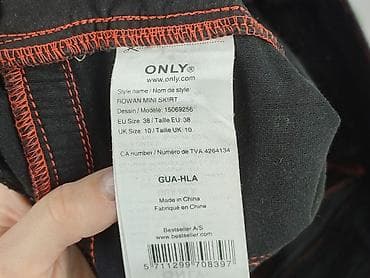 ONLY®
www.only.com
Style name / Nom de style:
ROWAN MINI SKIRT
Dessin / Modèle: 15069256
EU Size: 38 / Taille EU: 38
UK Size: 10 / Taille UK: 10
CA number / Numéro de TVA: 4264134
GUA-HLA
Made in China
Fabriqué en China
Bestseller A/S
www.bestseller.com
5 711299 708397